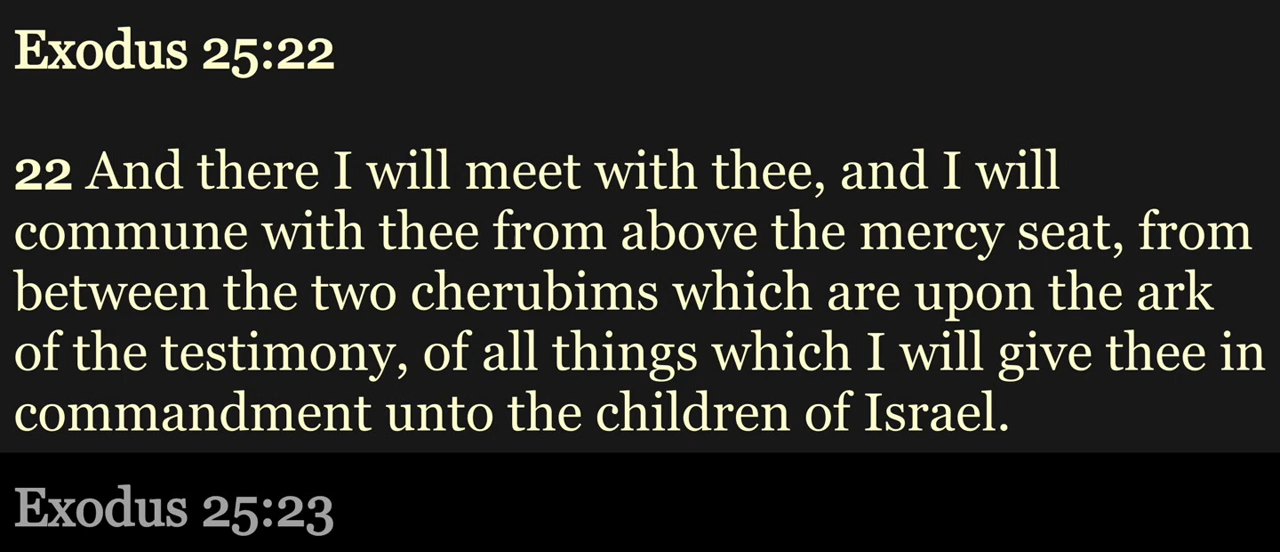 Exodus 25:22
22 And there I will meet with thee, and I will
commune with thee from above the mercy seat, from
between the two cherubims which are upon the ark
of the testimony, of all things which I will give thee in
commandment unto the children of Israel.
Exodus 25:23